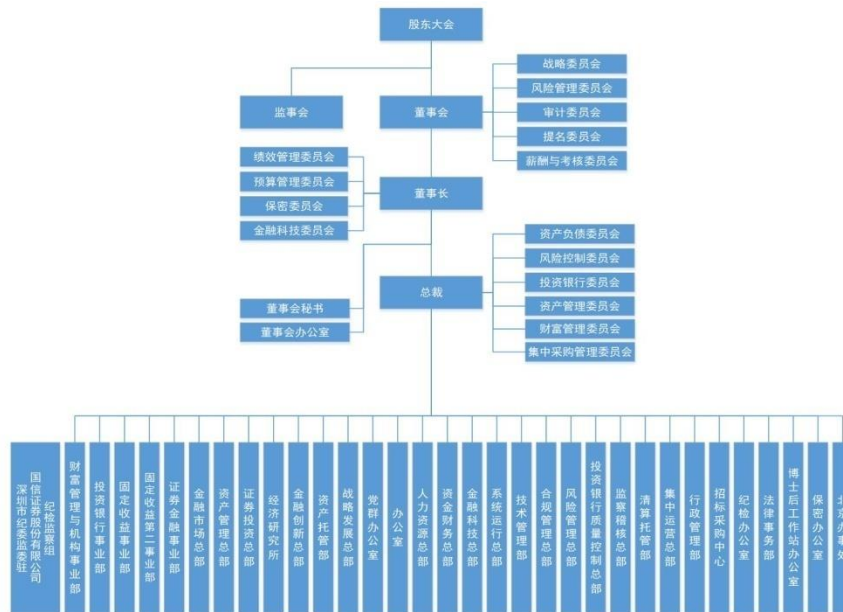 股东大会
监事会
董事会
战略委员会
风险管理委员会
审计委员会
提名委员会
薪酬与考核委员会
绩效管理委员会
预算管理委员会
保密委员会
金融科技委员会
董事长
资产负债委员会
风险控制委员会
投资银行委员会
资产管理委员会
财富管理委员会
集中采购管理委员会
总裁
董事会秘书
董事会办公室
深圳市纪委监委驻
国信证券股份有限公司
纪检监察组
财富管理与机构事业部
投资银行事业部
固定收益事业部
固定收益第二事业部
证券金融事业部
金融市场总部
资产管理总部
证券投资总部
经济研究所
金融创新总部
资产托管部
战略发展总部
党群办公室
办公室
人力资源总部
资金财务总部
金融科技总部
系统运行总部
技术管理部
合规管理总部
风险管理总部
投资银行质量控制总部
监察稽核总部
清算托管部
集中运营总部
行政管理部
招标采购中心
纪检办公室
法律事务部
博士后工作站办公室
保密办公室
北京办事处